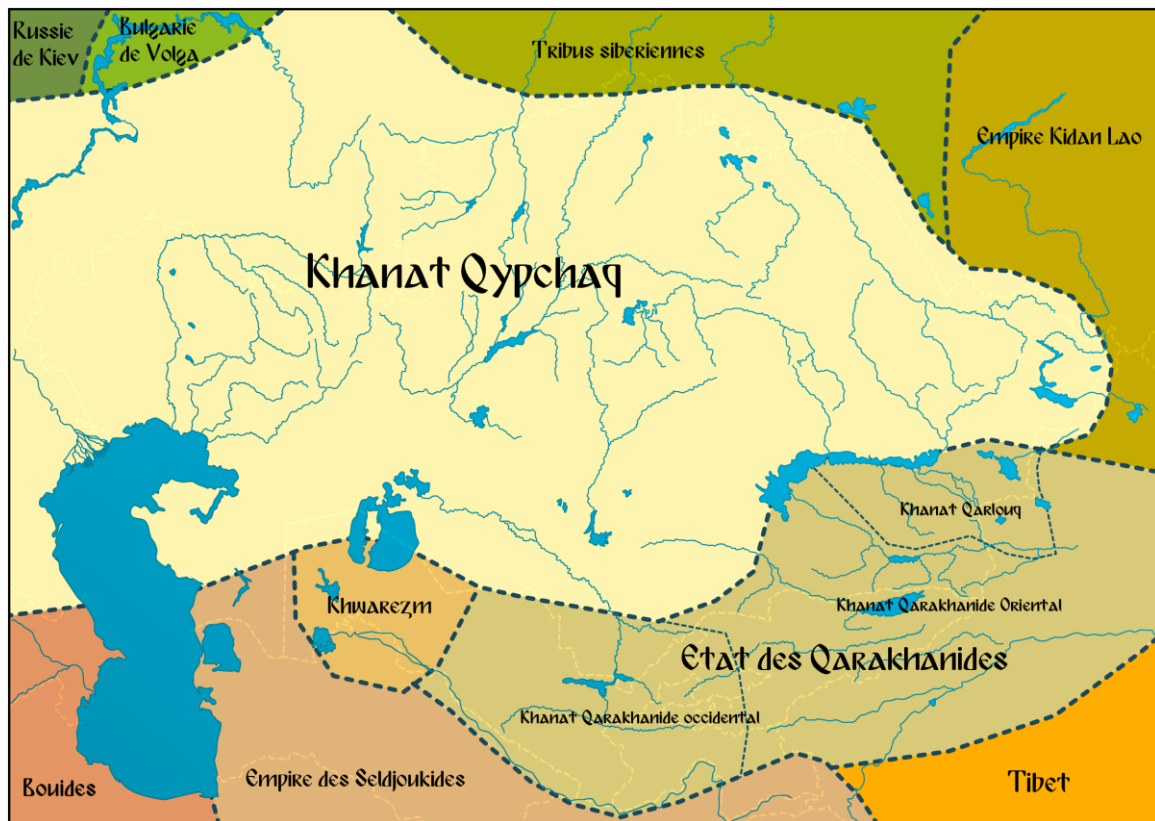 Russie
de Kiev
Bulgarie
de Volga
Tribus siberiennes
Empire Kidan Lao
Khanat Qypchaq
Khanat Qarlouq
Khwarezm
Khanat Qarakhanide Oriental
Etat des Qarakhanides
Khanat Qarakhanide occidental
Empire des Seldjoukides
Bouides
Tibet